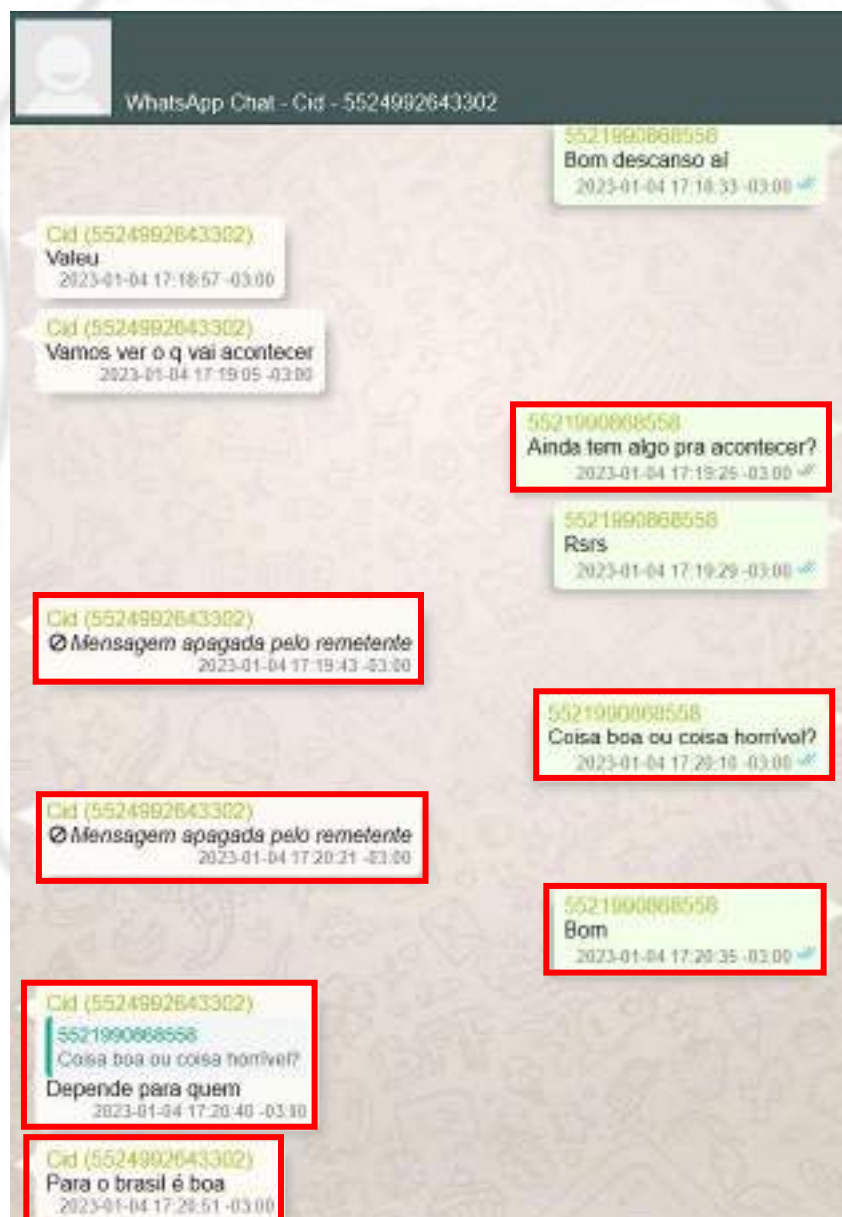 WhatsApp Chat - Cid - 5524992643302
5521990868558
Bom descanso aí
2023-01-04 17:18:33 -03:00
Cid (5524992643302)
Valeu
2023-01-04 17:18:57 -03:00
Cid (5524992643302)
Vamos ver o q vai acontecer
2023-01-04 17:19:05 -03:00
5521990868558
Ainda tem algo pra acontecer?
2023-01-04 17:19:25 -03:00
5521990868558
Rsrs
2023-01-04 17:19:29 -03:00
Cid (5524992643302)
Mensagem apagada pelo remetente
2023-01-04 17:19:43 -03:00
5521990868558
Coisa boa ou coisa horrível?
2023-01-04 17:20:10 -03:00
Cid (5524992643302)
Mensagem apagada pelo remetente
2023-01-04 17:20:21 -03:00
5521990868558
Bom
2023-01-04 17:20:35 -03:00
Cid (5524992643302)
5521990868558
Coisa boa ou coisa horrível?
Depende para quem
2023-01-04 17:20:40 -03:00
Cid (5524992643302)
Para o brasil é boa
2023-01-04 17:20:51 -03:00